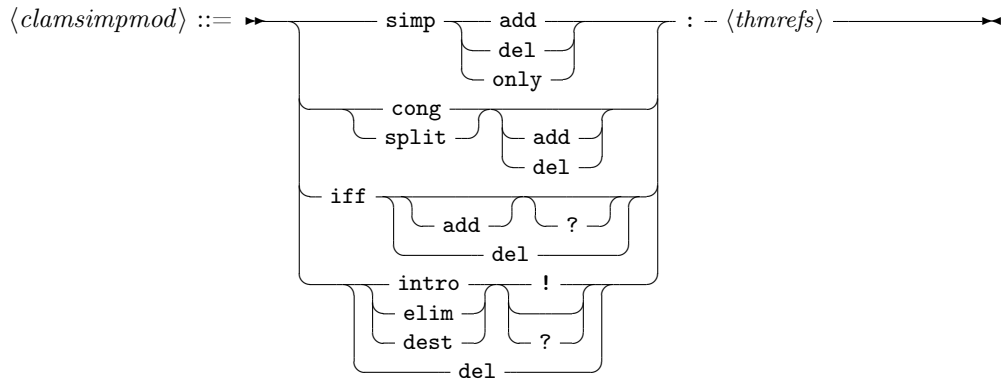 ⟨clamsimpmod⟩ ::= simp add : ⟨thmrefs⟩
del
only
cong
split add
del
iff
add ?
del
intro !
elim
dest ?
del